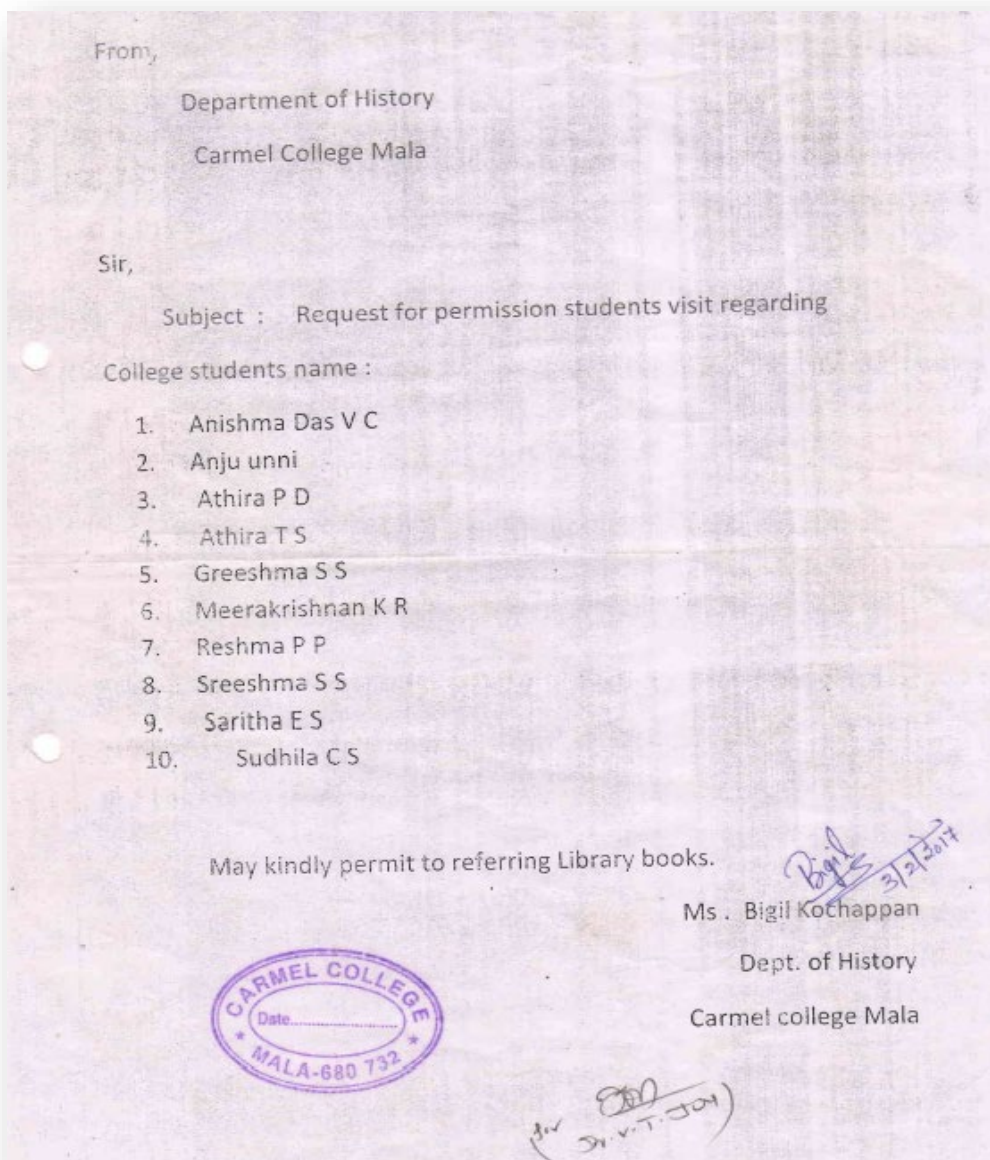 From,
Department of History
Carmel College Mala
Sir,
Subject : Request for permission students visit regarding
College students name :
1. Anishma Das V C
2. Anju unni
3. Athira P D
4. Athira T S
5. Greeshma S S
6. Meerakrishnan K R
7. Reshma P P
8. Sreeshma S S
9. Saritha E S
10. Sudhila C S
May kindly permit to referring Library books.
Bigil
3/2/2017
Ms . Bigil Kochappan
Dept. of History
Carmel college Mala
CARMEL COLLEGE
Date....................
* MALA-680 732 *
Dr. V. T. JOY)